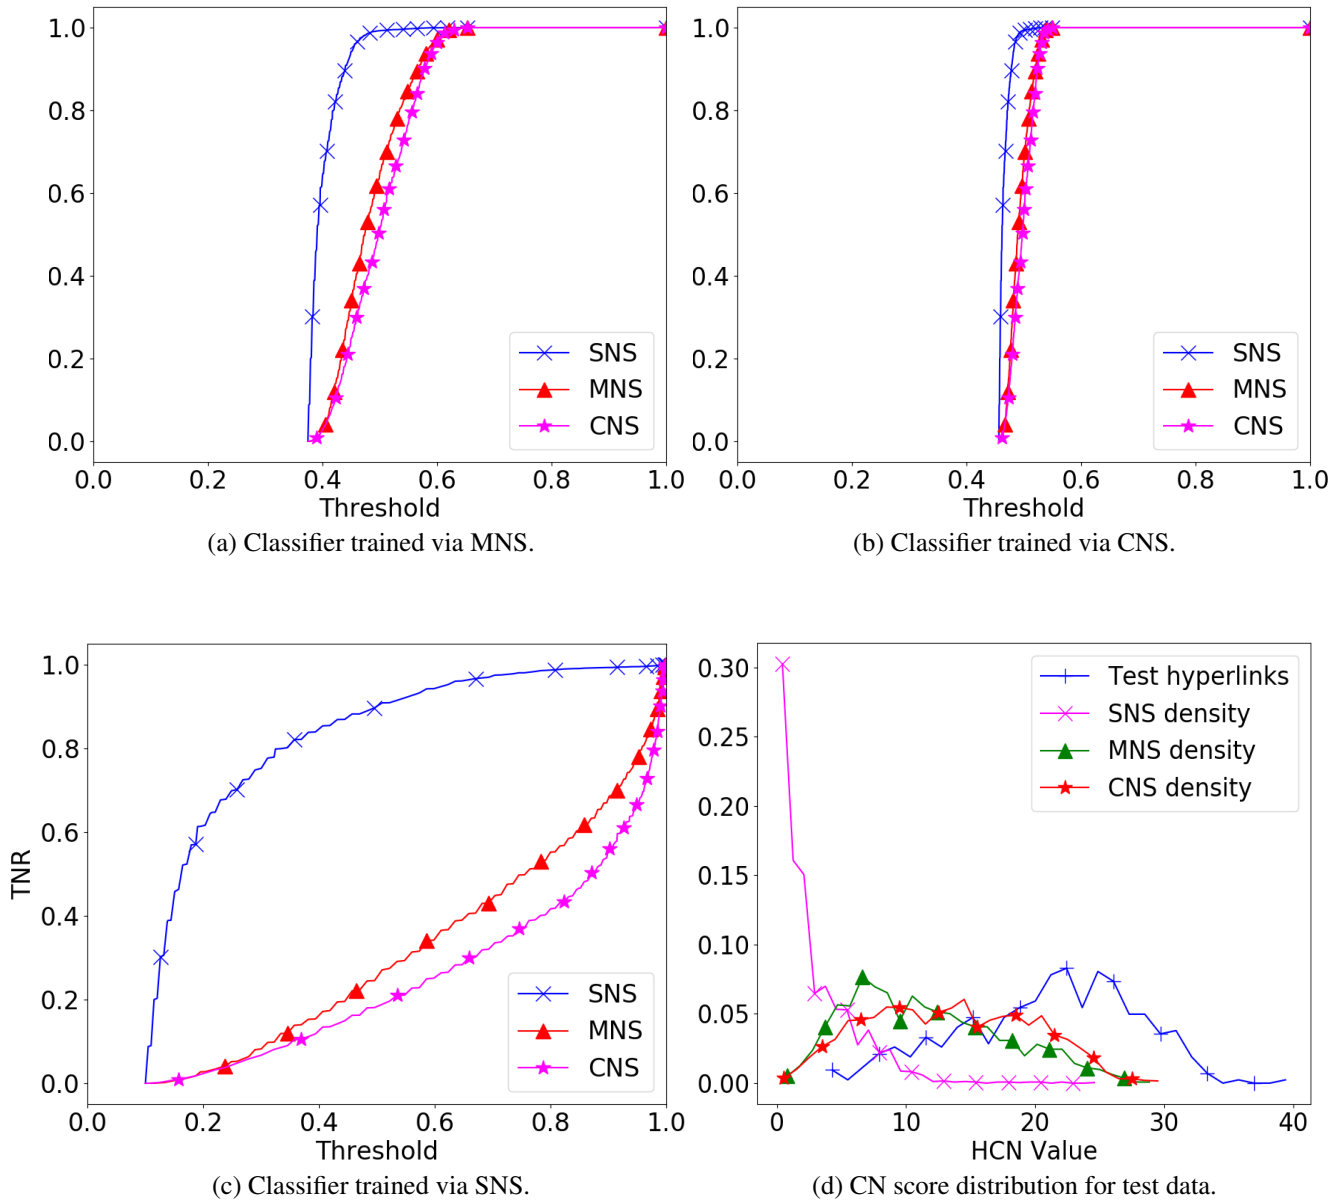 1.0
0.8
0.6
0.4
0.2
0.0
SNS
MNS
CNS
0.0 0.2 0.4 0.6 0.8 1.0
Threshold
(a) Classifier trained via MNS.
1.0
0.8
0.6
0.4
0.2
0.0
SNS
MNS
CNS
0.0 0.2 0.4 0.6 0.8 1.0
Threshold
(b) Classifier trained via CNS.
TNR
1.0
0.8
0.6
0.4
0.2
0.0
SNS
MNS
CNS
0.0 0.2 0.4 0.6 0.8 1.0
Threshold
(c) Classifier trained via SNS.
0.30
0.25
0.20
0.15
0.10
0.05
0.00
Test hyperlinks
SNS density
MNS density
CNS density
0 10 20 30 40
HCN Value
(d) CN score distribution for test data.